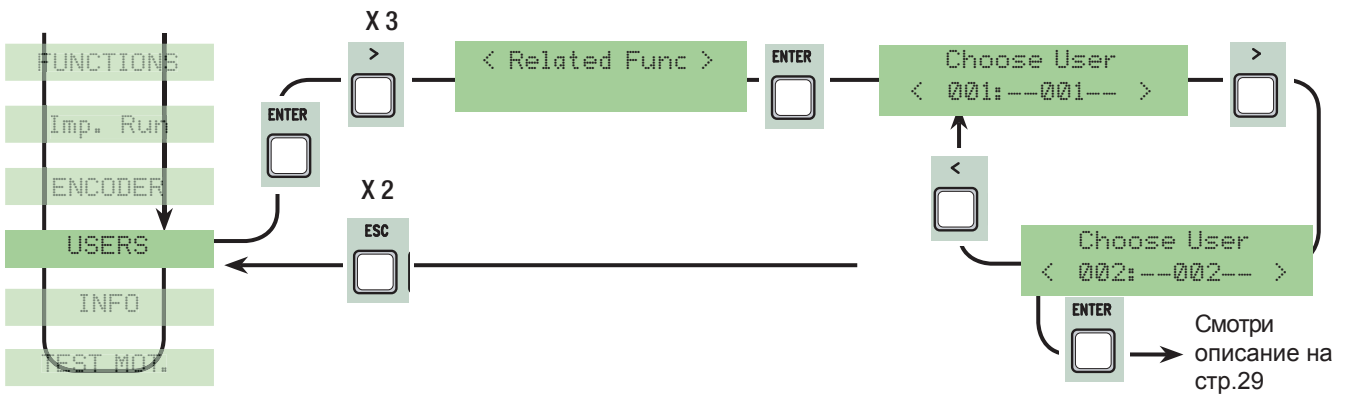 X 3
FUNCTIONS
>
< Related Func >
ENTER
Choose User
< 001:--001-- >
>
Imp. Run
ENTER
ENCODER
X 2
<
USERS
ESC
Choose User
< 002:--002-- >
INFO
ENTER
TEST MOT.
Смотри
описание на
стр.29